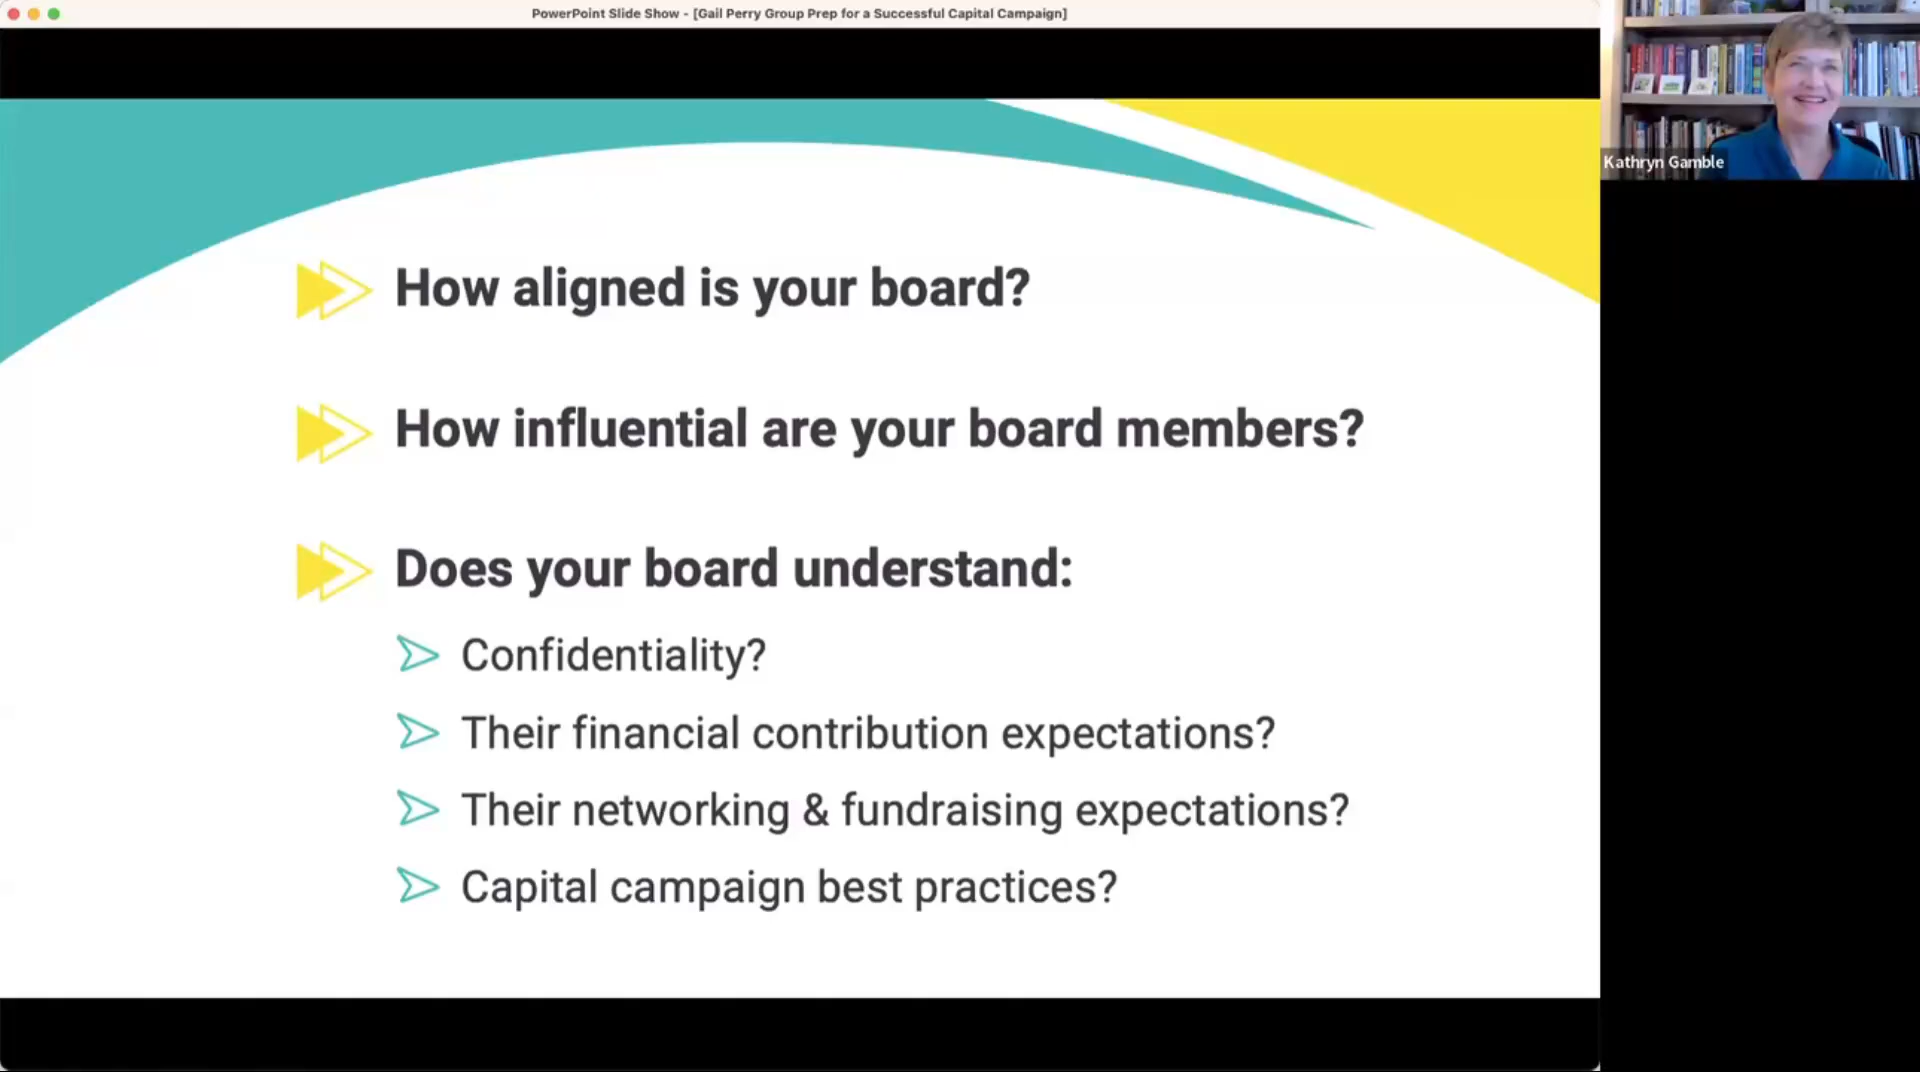 PowerPoint Slide Show - [Gail Perry Group Prep for a Successful Capital Campaign]
Kathryn Gamble
How aligned is your board?
How influential are your board members?
Does your board understand:
Confidentiality?
Their financial contribution expectations?
Their networking & fundraising expectations?
Capital campaign best practices?